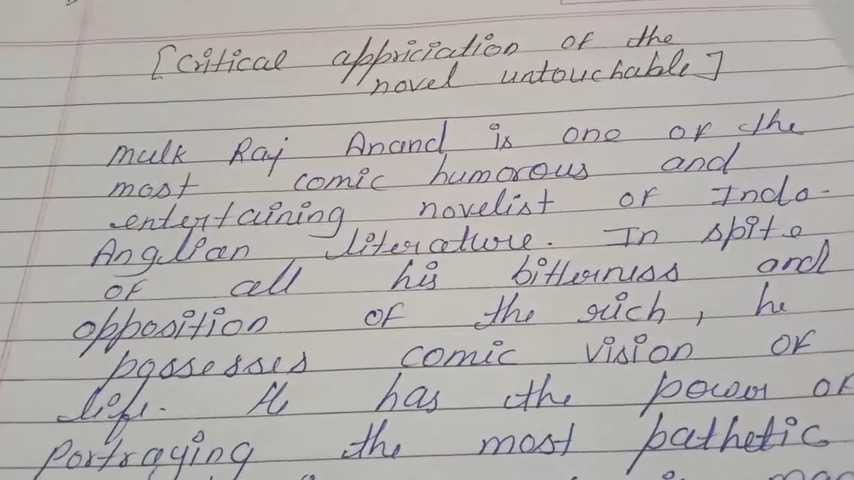 [Critical appriciation of the
novel untouchable]
Mulk Raj Anand is one of the
most comic humorous and
entertaining novelist of Indo-
Anglian literature. In spite
of all his bitterness and
opposition of the rich, he
possesses comic vision of
life. He has the power of
Portraying the most pathetic